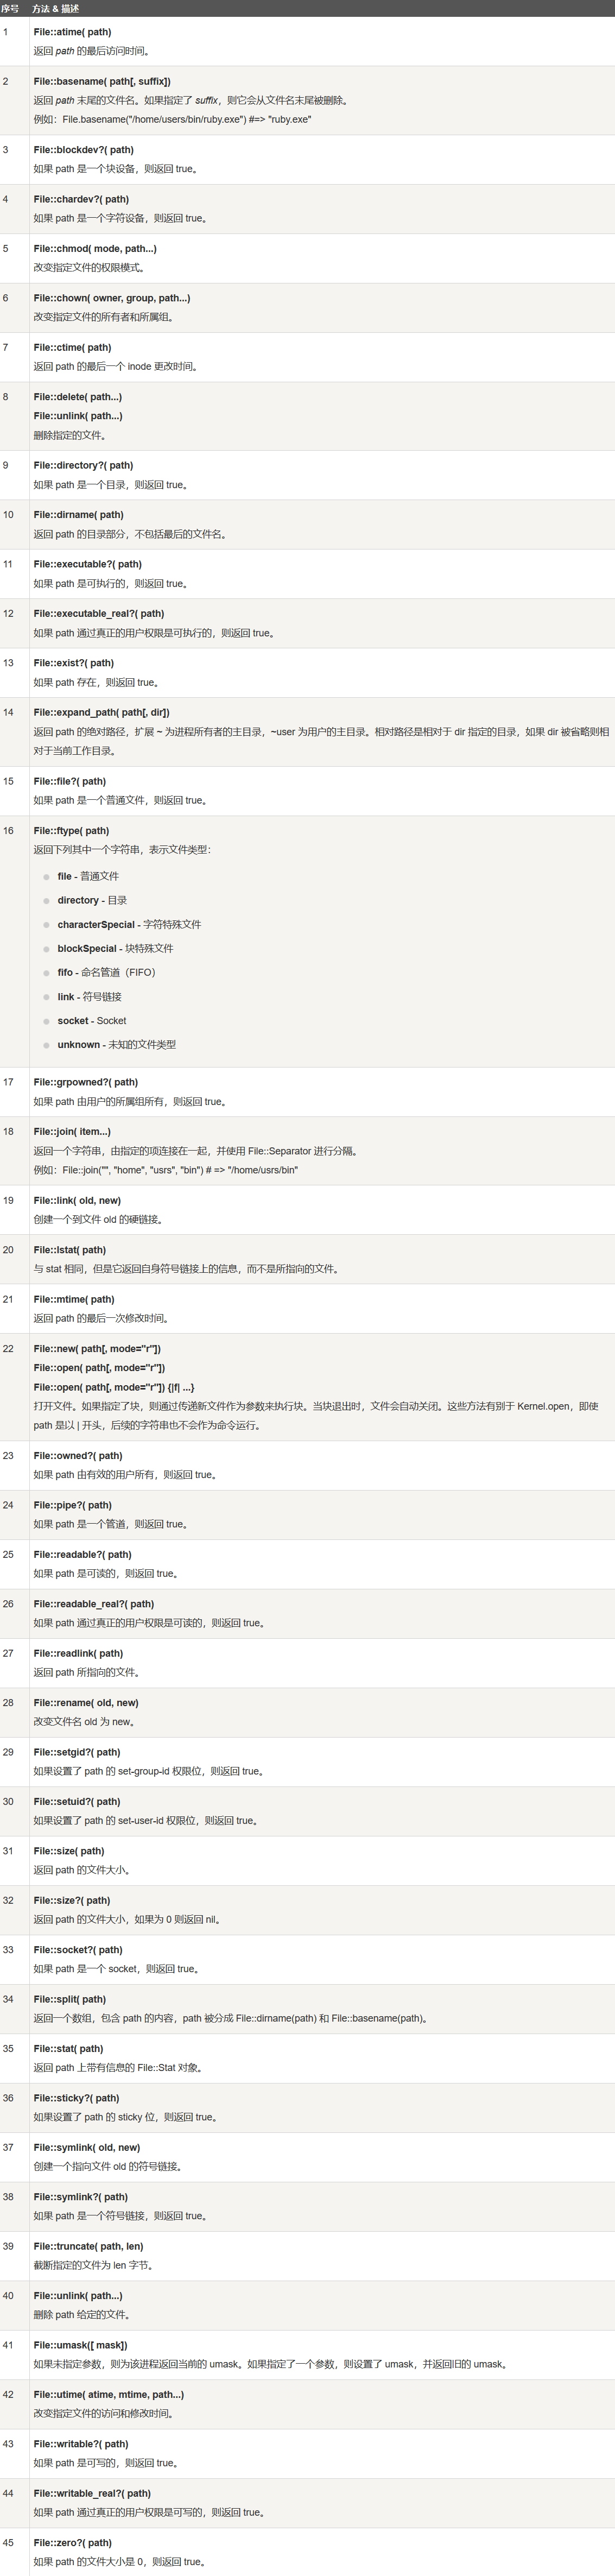 序号 方法 & 描述
1 File::atime( path)
返回 path 的最后访问时间。
2 File::basename( path[, suffix])
返回 path 末尾的文件名。如果指定了 suffix，则它会从文件名末尾被删除。
例如：File.basename("/home/users/bin/ruby.exe") #=> "ruby.exe"
3 File::blockdev?( path)
如果 path 是一个块设备，则返回 true。
4 File::chardev?( path)
如果 path 是一个字符设备，则返回 true。
5 File::chmod( mode, path...)
改变指定文件的权限模式。
6 File::chown( owner, group, path...)
改变指定文件的所有者和所属组。
7 File::ctime( path)
返回 path 的最后一个 inode 更改时间。
8 File::delete( path...)
File::unlink( path...)
删除指定的文件。
9 File::directory?( path)
如果 path 是一个目录，则返回 true。
10 File::dirname( path)
返回 path 的目录部分，不包括最后的文件名。
11 File::executable?( path)
如果 path 是可执行的，则返回 true。
12 File::executable_real?( path)
如果 path 通过真正的用户权限是可执行的，则返回 true。
13 File::exist?( path)
如果 path 存在，则返回 true。
14 File::expand_path( path[, dir])
返回 path 的绝对路径，扩展 ~ 为进程所有者的主目录，~user 为用户的主目录。相对路径是相对于 dir 指定的目录，如果 dir 被省略则相
对于当前工作目录。
15 File::file?( path)
如果 path 是一个普通文件，则返回 true。
16 File::ftype( path)
返回下列其中一个字符串，表示文件类型：
file - 普通文件
directory - 目录
characterSpecial - 字符特殊文件
blockSpecial - 块特殊文件
fifo - 命名管道（FIFO）
link - 符号链接
socket - Socket
unknown - 未知的文件类型
17 File::grpowned?( path)
如果 path 由用户的所属组所有，则返回 true。
18 File::join( item...)
返回一个字符串，由指定的项连接在一起，并使用 File::Separator 进行分隔。
例如：File::join("", "home", "usrs", "bin") # => "/home/usrs/bin"
19 File::link( old, new)
创建一个到文件 old 的硬链接。
20 File::lstat( path)
与 stat 相同，但是它返回自身符号链接上的信息，而不是所指向的文件。
21 File::mtime( path)
返回 path 的最后一次修改时间。
22 File::new( path[, mode="r"])
File::open( path[, mode="r"])
File::open( path[, mode="r"]) {|f| ...}
打开文件。如果指定了块，则通过传递新文件作为参数来执行块。当块退出时，文件会自动关闭。这些方法有别于 Kernel.open，即使
path 是以 | 开头，后续的字符串也不会作为命令运行。
23 File::owned?( path)
如果 path 由有效的用户所有，则返回 true。
24 File::pipe?( path)
如果 path 是一个管道，则返回 true。
25 File::readable?( path)
如果 path 是可读的，则返回 true。
26 File::readable_real?( path)
如果 path 通过真正的用户权限是可读的，则返回 true。
27 File::readlink( path)
返回 path 所指向的文件。
28 File::rename( old, new)
改变文件名 old 为 new。
29 File::setgid?( path)
如果设置了 path 的 set-group-id 权限位，则返回 true。
30 File::setuid?( path)
如果设置了 path 的 set-user-id 权限位，则返回 true。
31 File::size( path)
返回 path 的文件大小。
32 File::size?( path)
返回 path 的文件大小，如果为 0 则返回 nil。
33 File::socket?( path)
如果 path 是一个 socket，则返回 true。
34 File::split( path)
返回一个数组，包含 path 的内容，path 被分成 File::dirname(path) 和 File::basename(path)。
35 File::stat( path)
返回 path 上带有信息的 File::Stat 对象。
36 File::sticky?( path)
如果设置了 path 的 sticky 位，则返回 true。
37 File::symlink( old, new)
创建一个指向文件 old 的符号链接。
38 File::symlink?( path)
如果 path 是一个符号链接，则返回 true。
39 File::truncate( path, len)
截断指定的文件为 len 字节。
40 File::unlink( path...)
删除 path 给定的文件。
41 File::umask([ mask])
如果未指定参数，则为该进程返回当前的 umask。如果指定了一个参数，则设置了 umask，并返回旧的 umask。
42 File::utime( atime, mtime, path...)
改变指定文件的访问和修改时间。
43 File::writable?( path)
如果 path 是可写的，则返回 true。
44 File::writable_real?( path)
如果 path 通过真正的用户权限是可写的，则返回 true。
45 File::zero?( path)
如果 path 的文件大小是 0，则返回 true。